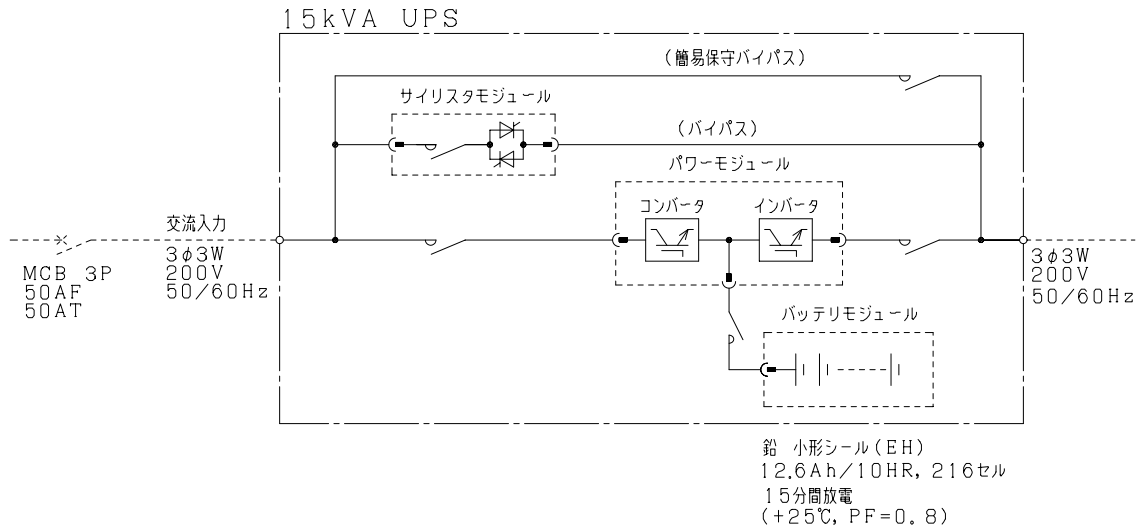 15kVA UPS
(簡易保守バイパス)
サイリスタモジュール
(バイパス)
パワーモジュール
コンバータ
インバータ
交流入力
3φ3W
200V
50/60Hz
MCB 3P
50AF
50AT
3φ3W
200V
50/60Hz
バッテリモジュール
鉛 小形シール(EH)
12.6Ah/10HR, 216セル
15分間放電
(+25℃, PF=0.8)